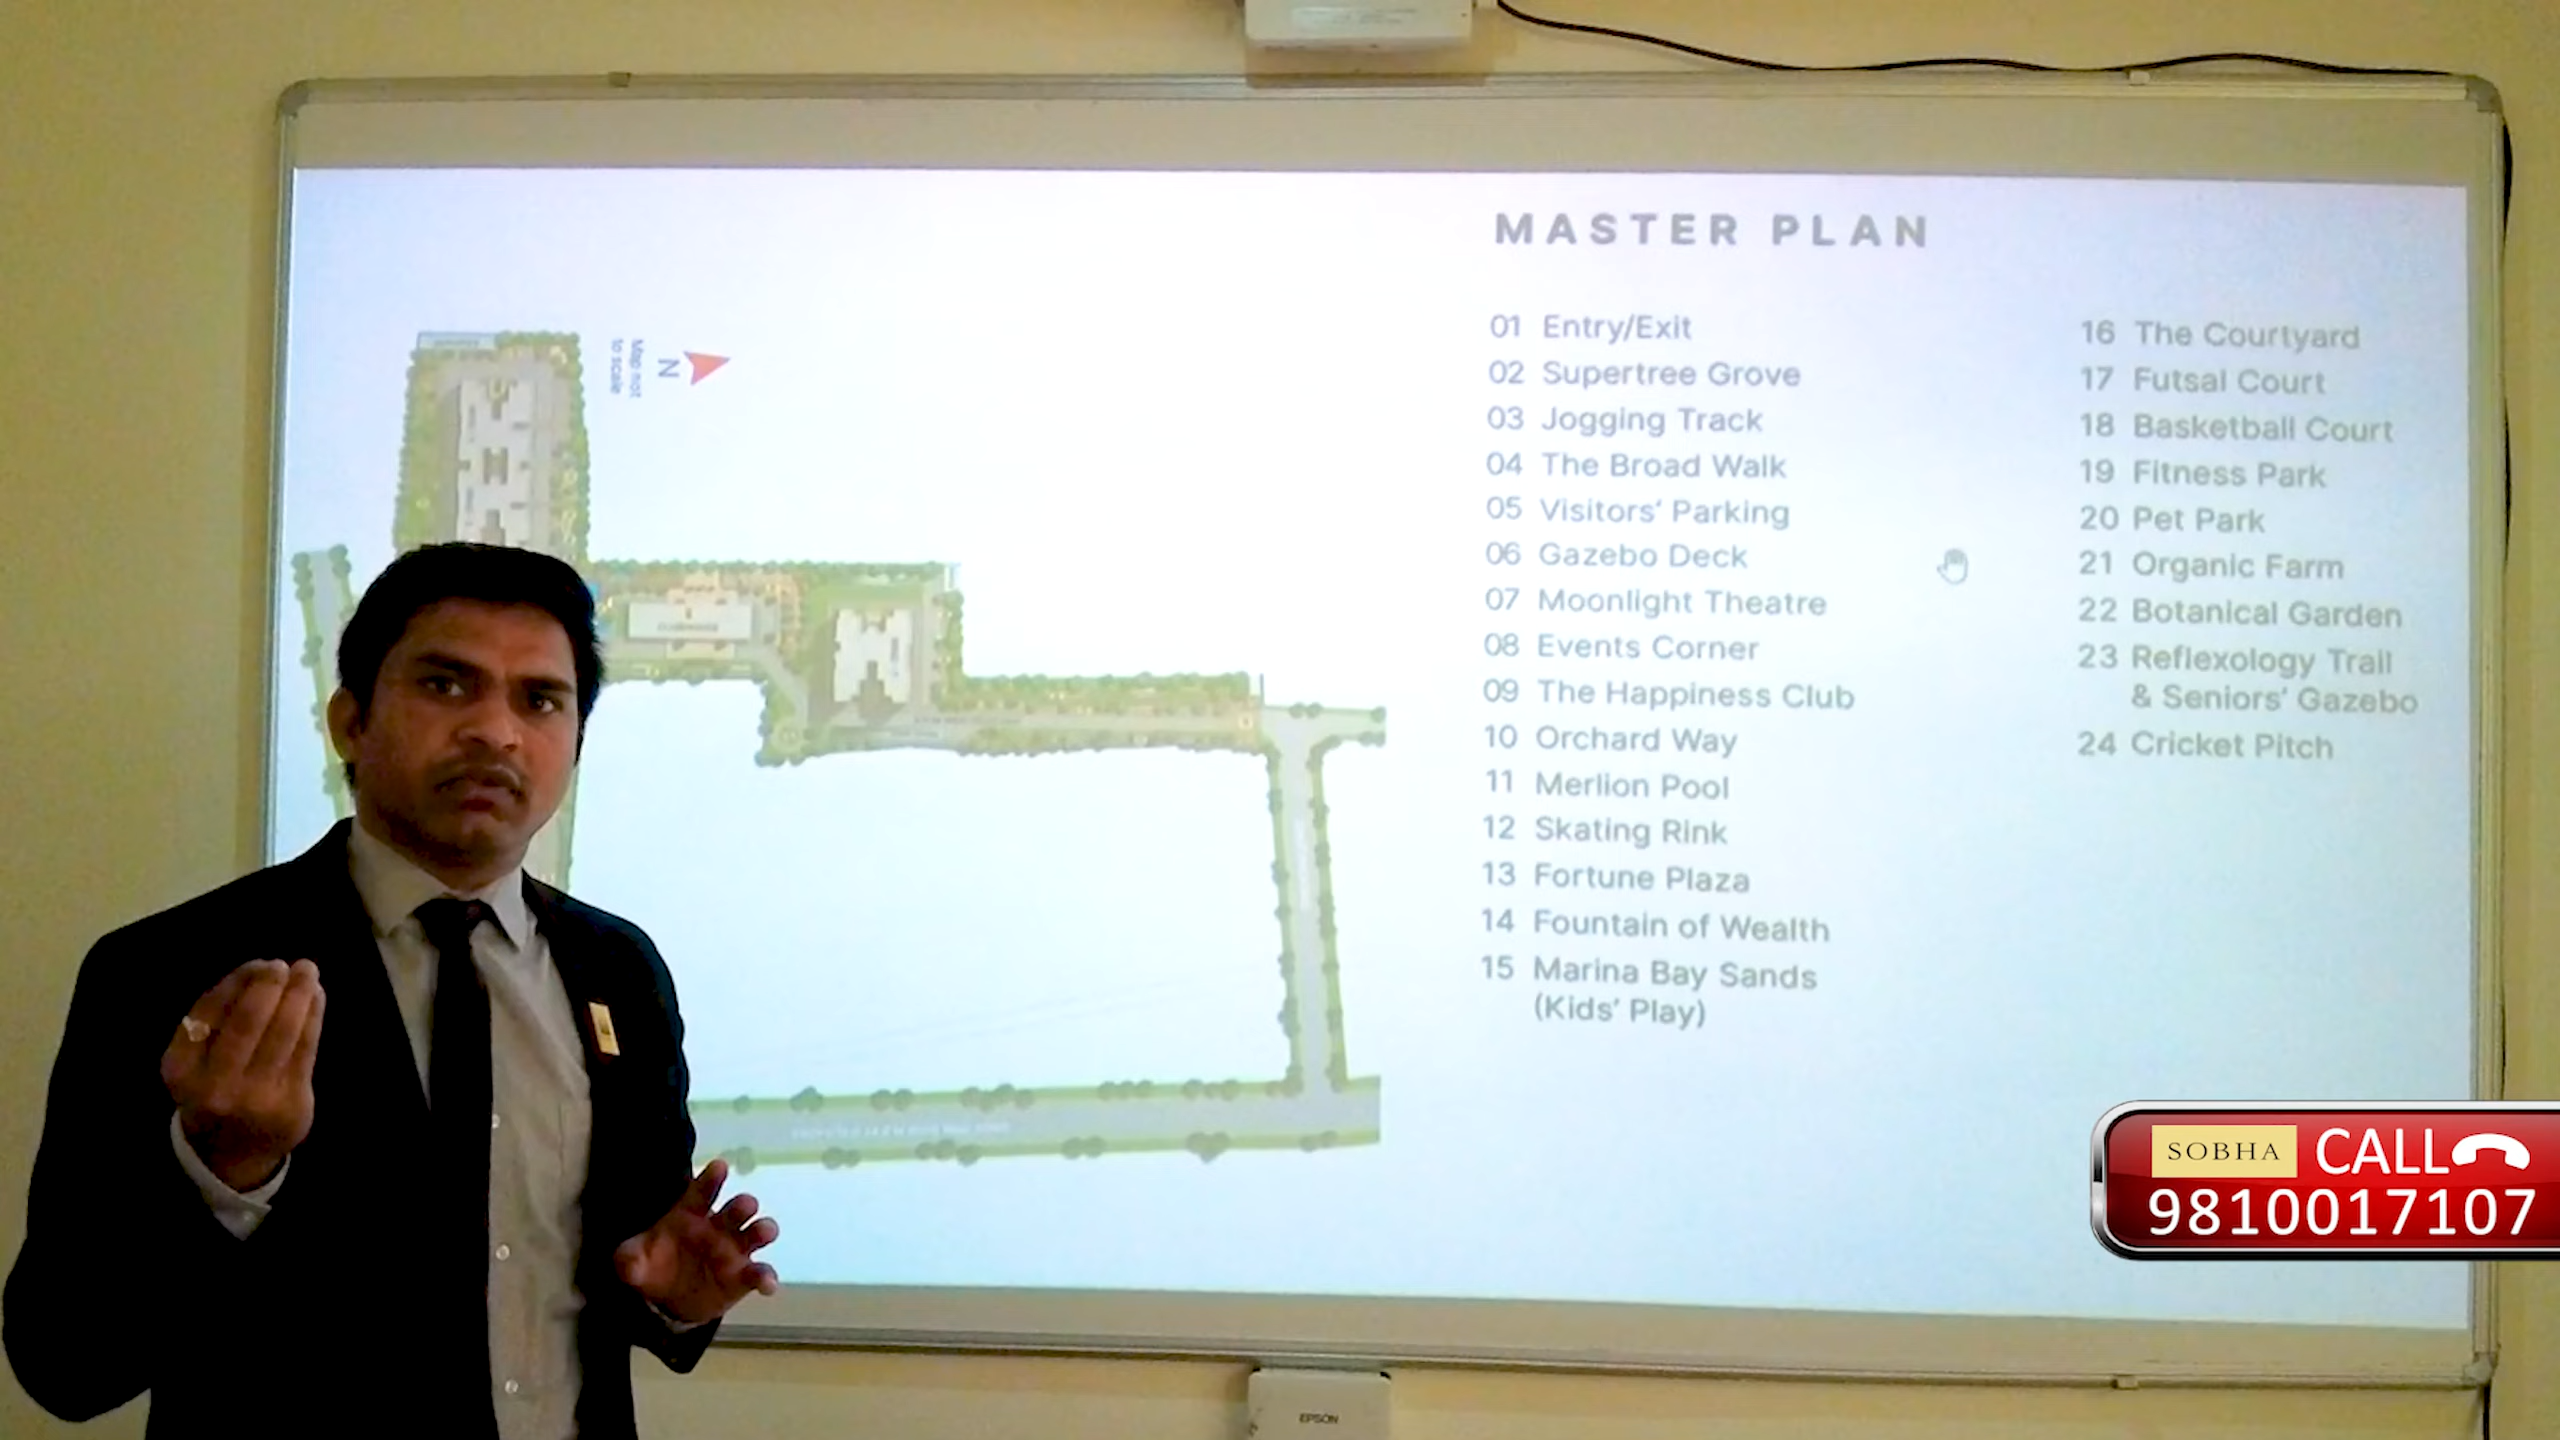 MASTER PLAN
Map not
to scale
N
01 Entry/Exit
02 Supertree Grove
03 Jogging Track
04 The Broad Walk
05 Visitors' Parking
06 Gazebo Deck
07 Moonlight Theatre
08 Events Corner
09 The Happiness Club
10 Orchard Way
11 Merlion Pool
12 Skating Rink
13 Fortune Plaza
14 Fountain of Wealth
15 Marina Bay Sands
(Kids' Play)
16 The Courtyard
17 Futsal Court
18 Basketball Court
19 Fitness Park
20 Pet Park
21 Organic Farm
22 Botanical Garden
23 Reflexology Trail
& Seniors' Gazebo
24 Cricket Pitch
SOBHA CALL
9810017107
EPSON